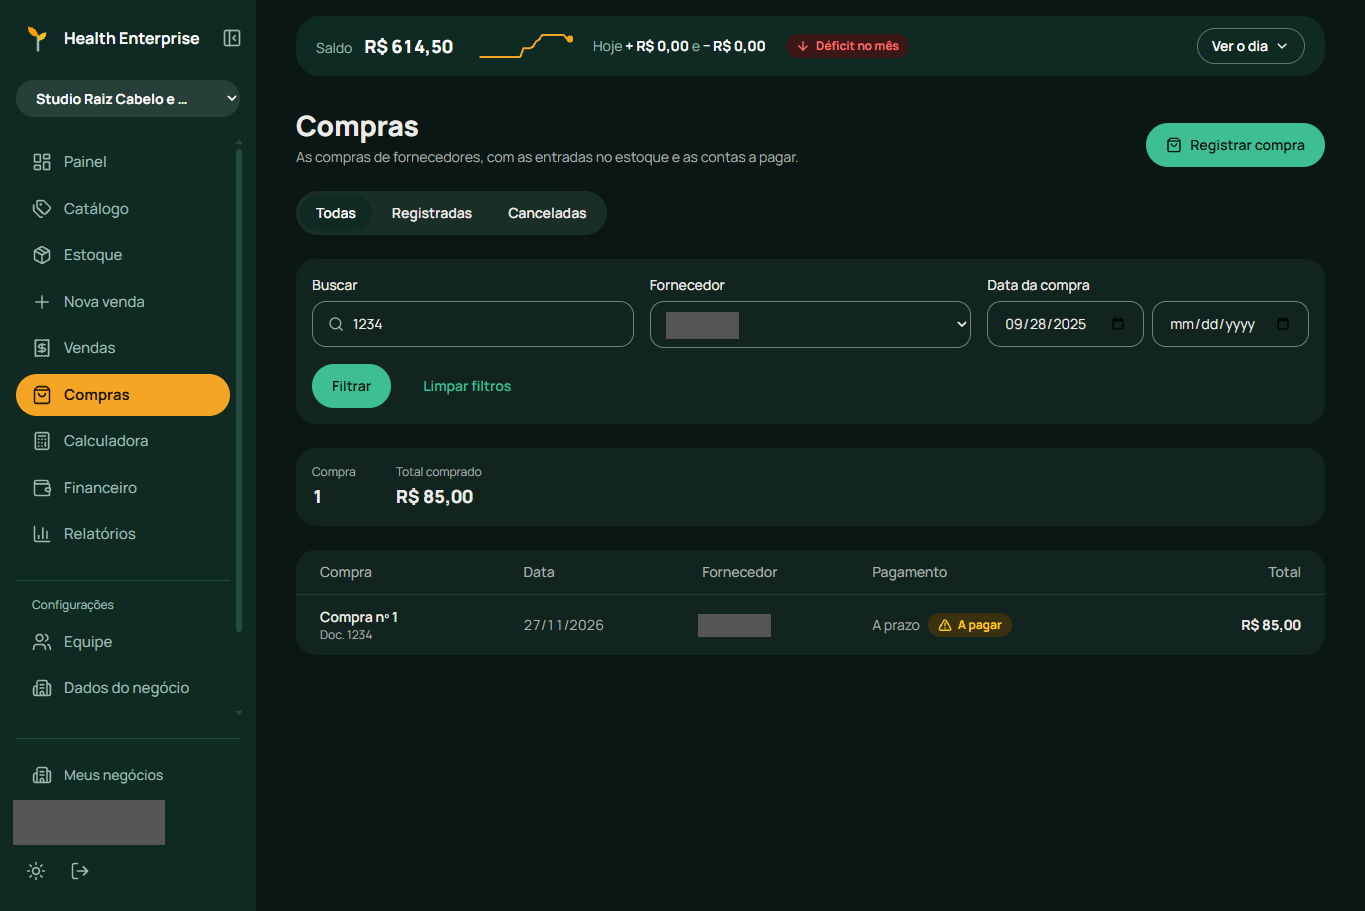 Health Enterprise
Studio Raiz Cabelo e ...
Painel
Catálogo
Estoque
Nova venda
Vendas
Compras
Calculadora
Financeiro
Relatórios
Configurações
Equipe
Dados do negócio
Meus negócios
Saldo R$ 614,50 Hoje + R$ 0,00 e − R$ 0,00 Déficit no mês Ver o dia
Compras
As compras de fornecedores, com as entradas no estoque e as contas a pagar.
Registrar compra
Todas Registradas Canceladas
Buscar Fornecedor Data da compra
1234 09/28/2025 mm/dd/yyyy
Filtrar Limpar filtros
Compra Total comprado
1 R$ 85,00
Compra Data Fornecedor Pagamento Total
Compra nº 1
Doc. 1234
27/11/2026 A prazo A pagar R$ 85,00